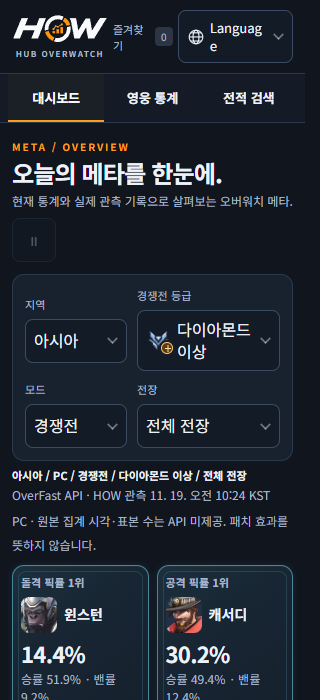 HOW
HUB OVERWATCH
즐겨찾
기
0
Languag
e
대시보드
영웅 통계
전적 검색
META / OVERVIEW
오늘의 메타를 한눈에.
현재 통계와 실제 관측 기록으로 살펴보는 오버워치 메타.
지역
경쟁전 등급
아시아
다이아몬드
이상
모드
전장
경쟁전
전체 전장
아시아 / PC / 경쟁전 / 다이아몬드 이상 / 전체 전장
OverFast API · HOW 관측 11. 19. 오전 10:24 KST
PC · 원본 집계 시각·표본 수는 API 미제공. 패치 효과를
뜻하지 않습니다.
돌격 픽률 1위
공격 픽률 1위
윈스턴
캐서디
14.4%
30.2%
승률 51.9% · 밴률
9.2%
승률 49.4% · 밴률
12.4%